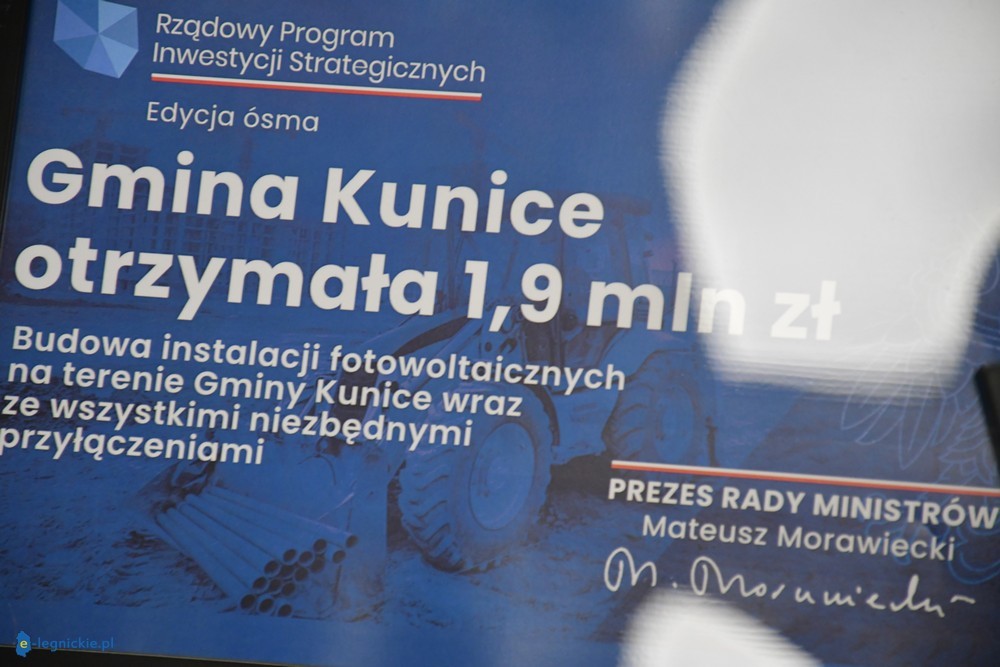 Rządowy Program
Inwestycji Strategicznych
Edycja ósma
Gmina Kunice
otrzymała 1,9 mln zł
Budowa instalacji fotowoltaicznych
na terenie Gminy Kunice wraz
ze wszystkimi niezbędnymi
przyłączeniami
PREZES RADY MINISTRÓW
Mateusz Morawiecki
M. Morawiecki
e-legnickie.pl